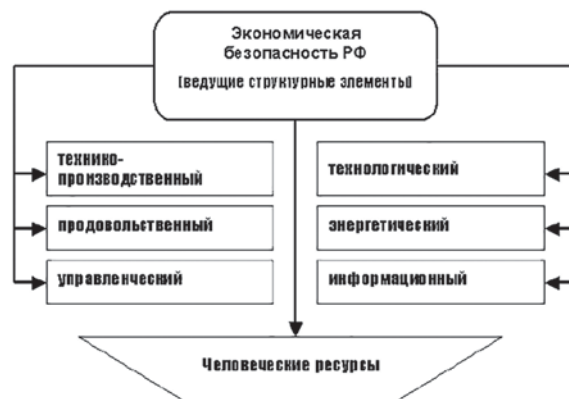 Экономическая
безопасность РФ
(ведущие структурные элементы)
технико-
производственный
технологический
продовольственный
энергетический
управленческий
информационный
Человеческие ресурсы